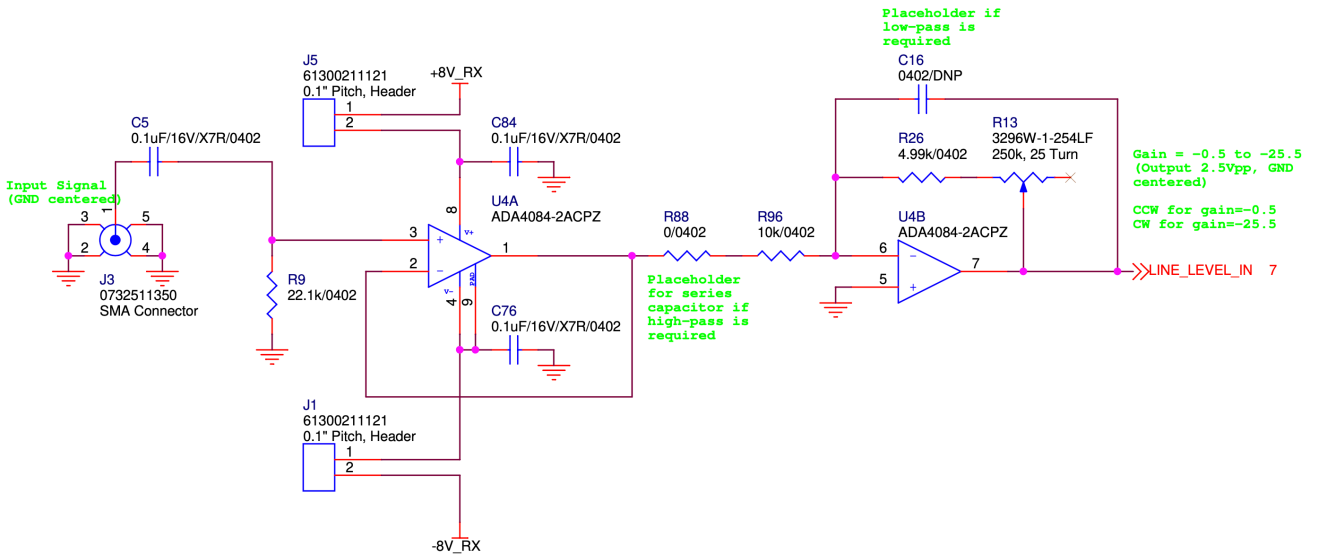 Placeholder if
low-pass is
required
C16
0402/DNP
J5
61300211121
0.1" Pitch, Header
1
2
+8V_RX
C5
0.1uF/16V/X7R/0402
C84
0.1uF/16V/X7R/0402
R26
4.99k/0402
R13
3296W-1-254LF
250k, 25 Turn
Gain = -0.5 to -25.5
(Output 2.5Vpp, GND
centered)
CCW for gain=-0.5
CW for gain=-25.5
Input Signal
(GND centered)
1
3
5
2
4
J3
0732511350
SMA Connector
R9
22.1k/0402
U4A
ADA4084-2ACPZ
8
V+
3
+
2
-
1
V-
PAD
4
9
R88
0/0402
R96
10k/0402
Placeholder
for series
capacitor if
high-pass is
required
U4B
ADA4084-2ACPZ
6
-
5
+
7
LINE_LEVEL_IN 7
C76
0.1uF/16V/X7R/0402
J1
61300211121
0.1" Pitch, Header
1
2
-8V_RX